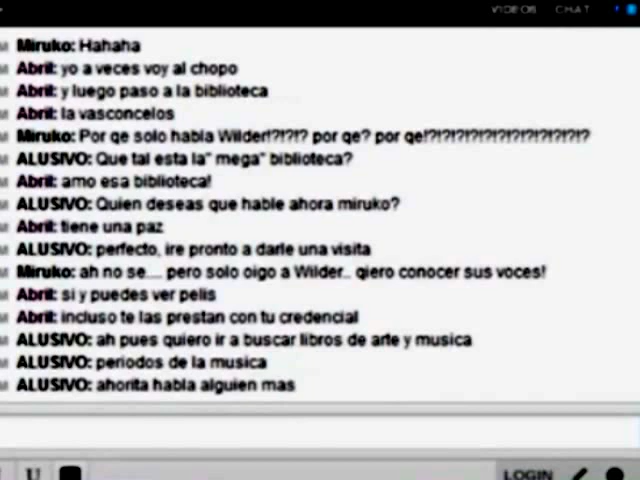 VIDEOS CHAT
Miruko: Hahaha
Abril: yo a veces voy al chopo
Abril: y luego paso a la biblioteca
Abril: la vasconcelos
Miruko: Por qe solo habla Wilder!?!?!? por qe? por qe!?!?!?!?!?!?!?!?!?!?!?!?
ALUSIVO: Que tal esta la" mega" biblioteca?
Abril: amo esa biblioteca!
ALUSIVO: Quien deseas que hable ahora miruko?
Abril: tiene una paz
ALUSIVO: perfecto, ire pronto a darle una visita
Miruko: ah no se.... pero solo oigo a Wilder.. qiero conocer sus voces!
Abril: si y puedes ver pelis
Abril: incluso te las prestan con tu credencial
ALUSIVO: ah pues quiero ir a buscar libros de arte y musica
ALUSIVO: periodos de la musica
ALUSIVO: ahorita habla alguien mas
U LOGIN